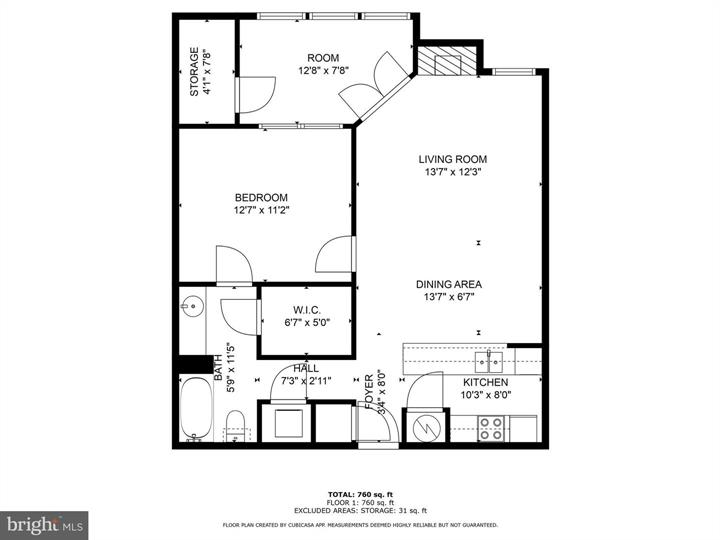 ROOM
12'8" x 7'8"
STORAGE
4'1" x 7'8"
LIVING ROOM
13'7" x 12'3"
BEDROOM
12'7" x 11'2"
DINING AREA
13'7" x 6'7"
W.I.C.
6'7" x 5'0"
BATH
5'9" x 11'5"
HALL
7'3" x 2'11"
FOYER
3'4" x 8'0"
KITCHEN
10'3" x 8'0"
TOTAL: 760 sq. ft
FLOOR 1: 760 sq. ft
EXCLUDED AREAS: STORAGE: 31 sq. ft
FLOOR PLAN CREATED BY CUBICASA APP. MEASUREMENTS DEEMED HIGHLY RELIABLE BUT NOT GUARANTEED.
bright MLS